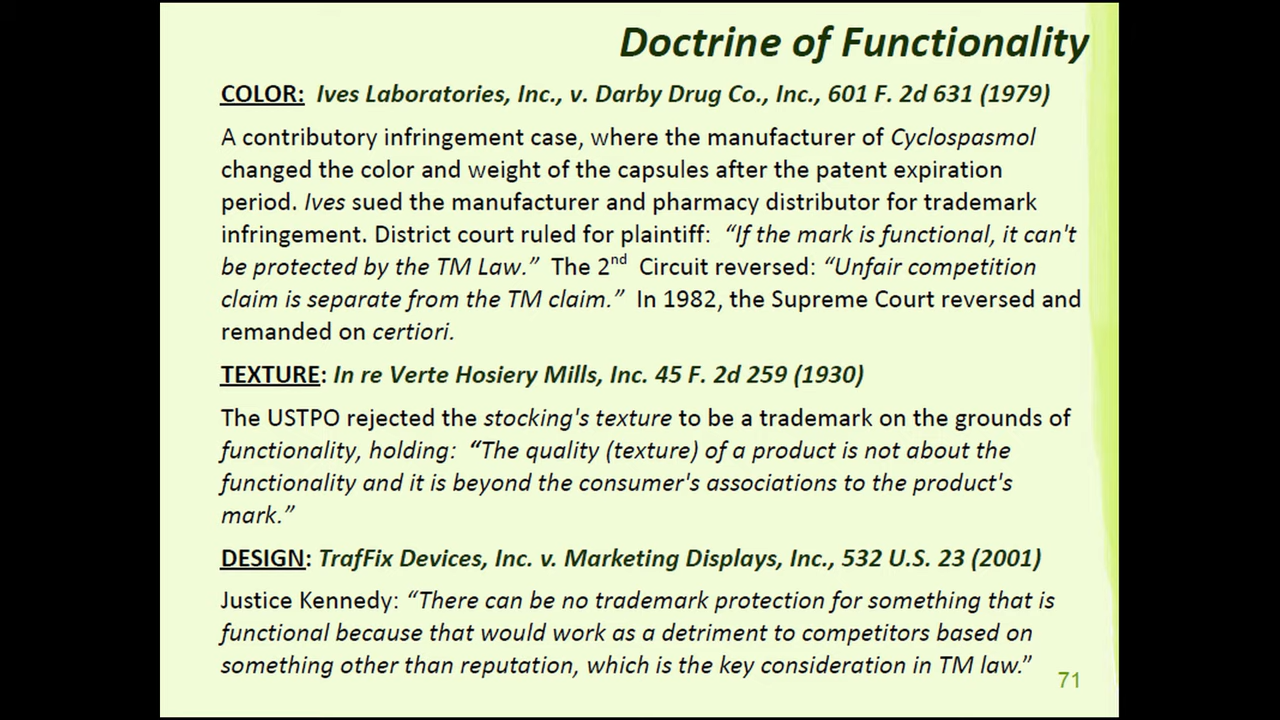 Doctrine of Functionality
COLOR: Ives Laboratories, Inc., v. Darby Drug Co., Inc., 601 F. 2d 631 (1979)
A contributory infringement case, where the manufacturer of Cyclospasmol
changed the color and weight of the capsules after the patent expiration
period. Ives sued the manufacturer and pharmacy distributor for trademark
infringement. District court ruled for plaintiff: “If the mark is functional, it can't
be protected by the TM Law.” The 2nd Circuit reversed: “Unfair competition
claim is separate from the TM claim.” In 1982, the Supreme Court reversed and
remanded on certiori.
TEXTURE: In re Verte Hosiery Mills, Inc. 45 F. 2d 259 (1930)
The USTPO rejected the stocking's texture to be a trademark on the grounds of
functionality, holding: “The quality (texture) of a product is not about the
functionality and it is beyond the consumer's associations to the product's
mark.”
DESIGN: TrafFix Devices, Inc. v. Marketing Displays, Inc., 532 U.S. 23 (2001)
Justice Kennedy: “There can be no trademark protection for something that is
functional because that would work as a detriment to competitors based on
something other than reputation, which is the key consideration in TM law.”
71